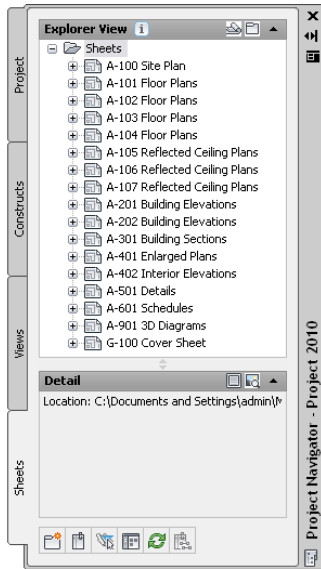 Explorer View
Sheets
A-100 Site Plan
A-101 Floor Plans
A-102 Floor Plans
A-103 Floor Plans
A-104 Floor Plans
A-105 Reflected Ceiling Plans
A-106 Reflected Ceiling Plans
A-107 Reflected Ceiling Plans
A-201 Building Elevations
A-202 Building Elevations
A-301 Building Sections
A-401 Enlarged Plans
A-402 Interior Elevations
A-501 Details
A-601 Schedules
A-901 3D Diagrams
G-100 Cover Sheet
Detail
Location: C:\Documents and Settings\admin\
Project
Constructs
Views
Sheets
Project Navigator - Project 2010